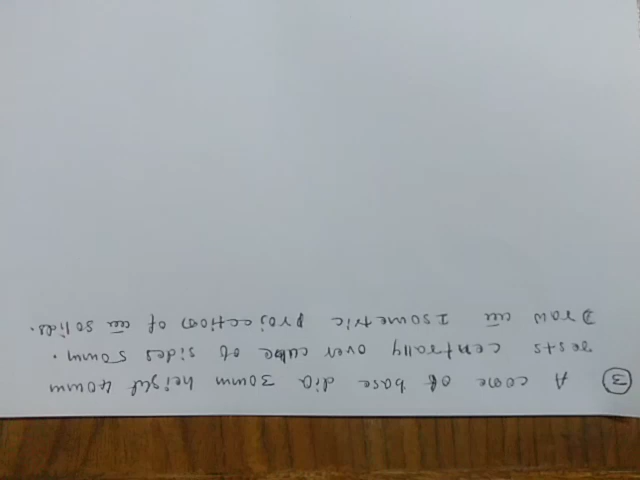 3 A cone of base dia 30mm height 40mm
rests centrally over cube of sides 50mm.
Draw the Isometric projection of the solids.